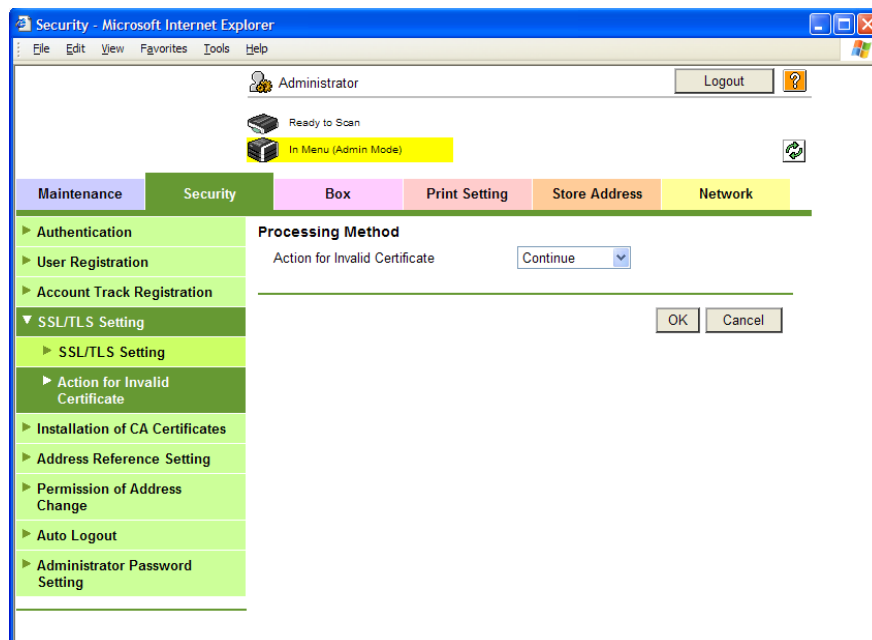 Security - Microsoft Internet Explorer
File Edit View Favorites Tools Help
Administrator
Logout
?
Ready to Scan
In Menu (Admin Mode)
Maintenance Security Box Print Setting Store Address Network
Authentication
User Registration
Account Track Registration
SSL/TLS Setting
SSL/TLS Setting
Action for Invalid
Certificate
Installation of CA Certificates
Address Reference Setting
Permission of Address
Change
Auto Logout
Administrator Password
Setting
Processing Method
Action for Invalid Certificate Continue
OK Cancel